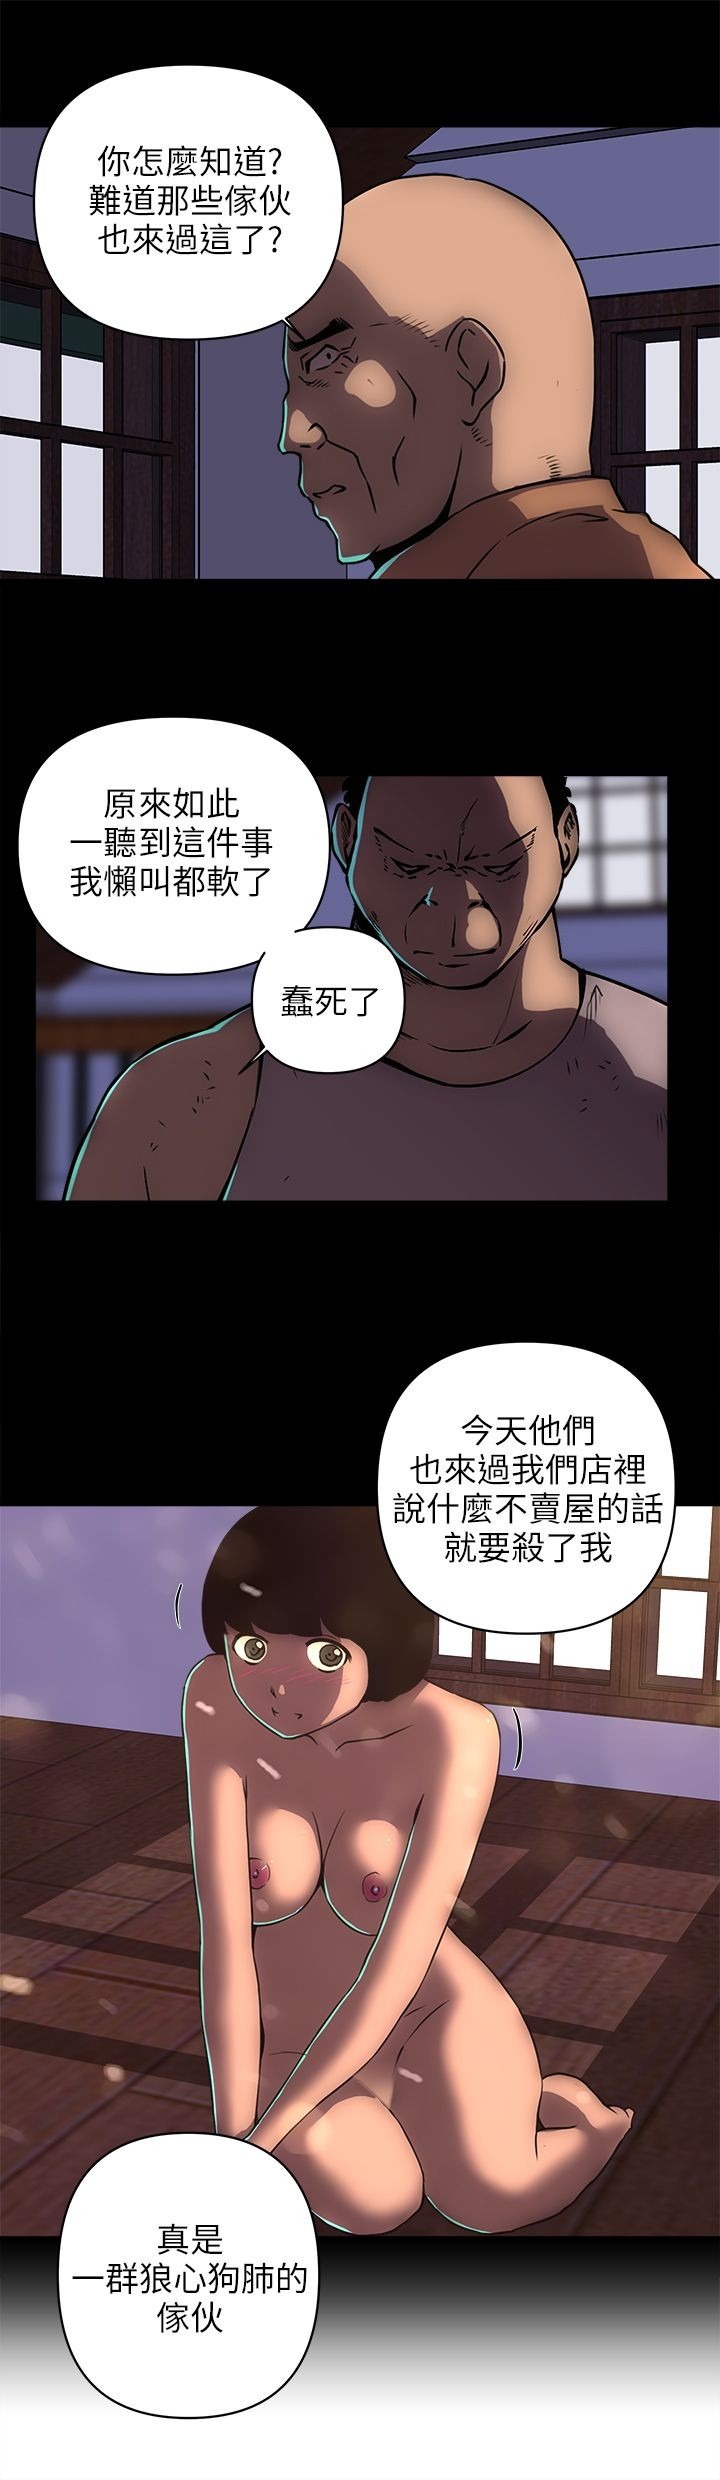 你怎麼知道?
難道那些傢伙
也來過這了?
原來如此
一聽到這件事
我懶叫都軟了
蠢死了
今天他們
也來過我們店裡
說什麼不賣屋的話
就要殺了我
真是
一群狼心狗肺的
傢伙